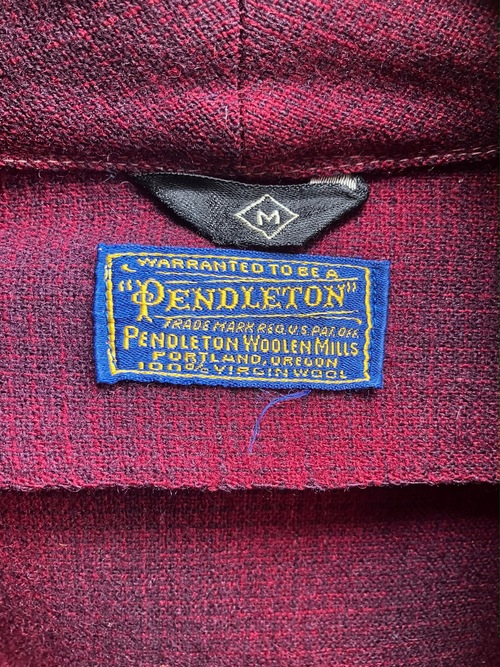 M
WARRANTED TO BE A
"PENDLETON"
TRADE MARK REG. U.S. PAT. OFF.
PENDLETON WOOLEN MILLS
PORTLAND, OREGON
100% VIRGIN WOOL